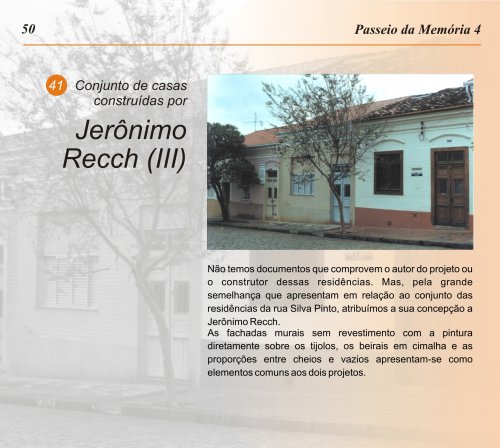 50
Passeio da Memória 4
41
Conjunto de casas
construídas por
Jerônimo
Recch (III)
Não temos documentos que comprovem o autor do projeto ou
o construtor dessas residências. Mas, pela grande
semelhança que apresentam em relação ao conjunto das
residências da rua Silva Pinto, atribuímos a sua concepção a
Jerônimo Recch.
As fachadas murais sem revestimento com a pintura
diretamente sobre os tijolos, os beirais em cimalha e as
proporções entre cheios e vazios apresentam-se como
elementos comuns aos dois projetos.